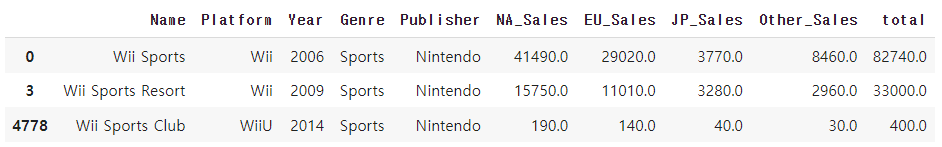 Name Platform Year Genre Publisher NA_Sales EU_Sales JP_Sales Other_Sales total
0 Wii Sports Wii 2006 Sports Nintendo 41490.0 29020.0 3770.0 8460.0 82740.0
3 Wii Sports Resort Wii 2009 Sports Nintendo 15750.0 11010.0 3280.0 2960.0 33000.0
4778 Wii Sports Club WiiU 2014 Sports Nintendo 190.0 140.0 40.0 30.0 400.0